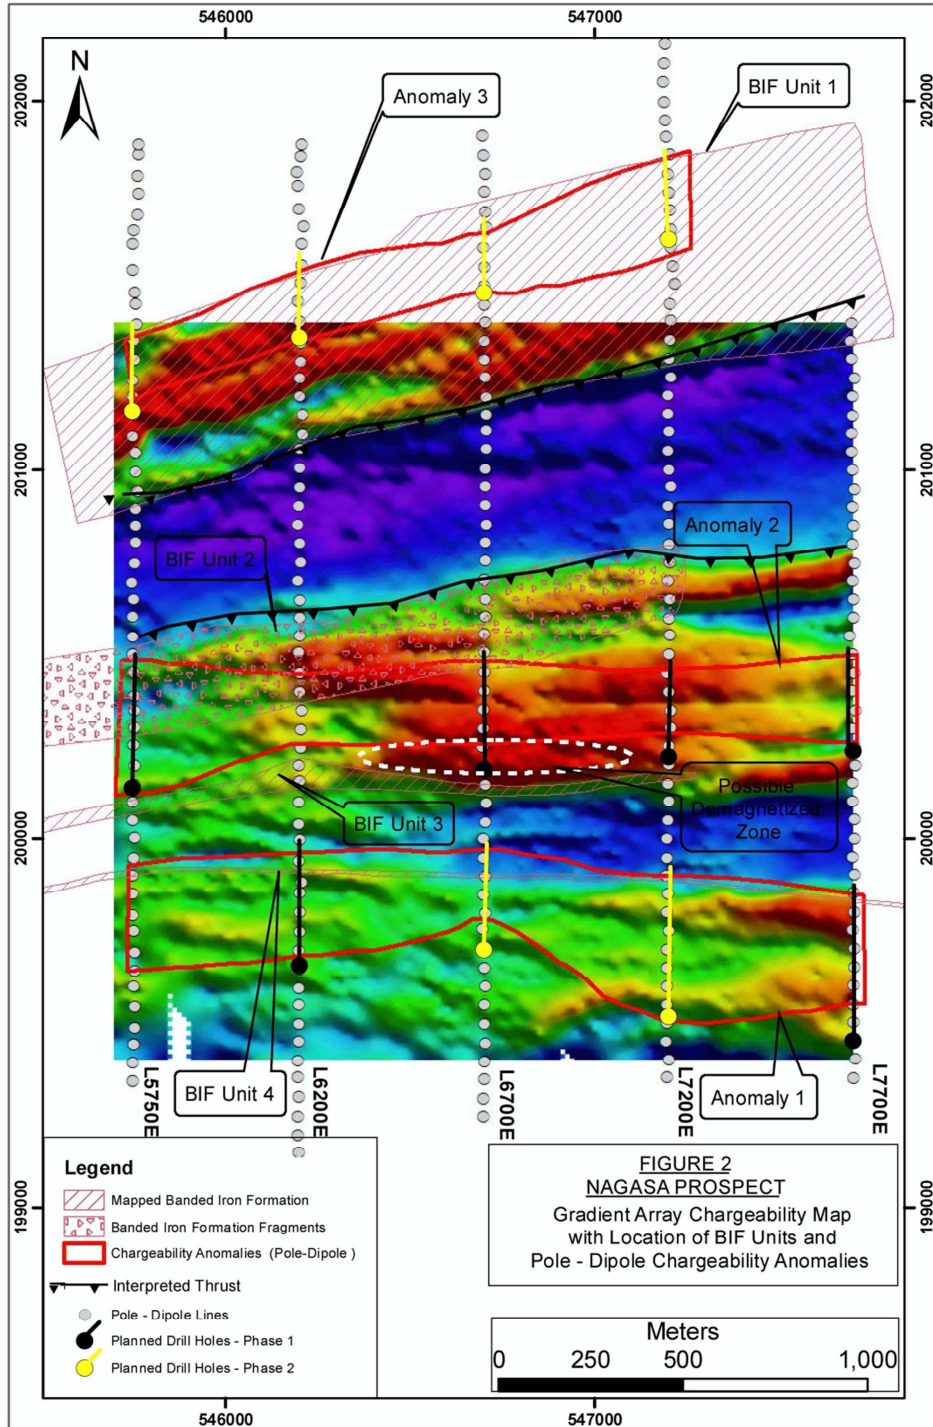 546000
547000
202000
202000
N
Anomaly 3
BIF Unit 1
201000
201000
Anomaly 2
BIF Unit 2
200000
200000
Possible
Demagnetized
Zone
BIF Unit 3
BIF Unit 4
Anomaly 1
L5750E
L6200E
L6700E
L7200E
L7700E
199000
199000
Legend
Mapped Banded Iron Formation
Banded Iron Formation Fragments
Chargeability Anomalies (Pole-Dipole )
Interpreted Thrust
Pole - Dipole Lines
Planned Drill Holes - Phase 1
Planned Drill Holes - Phase 2
FIGURE 2
NAGASA PROSPECT
Gradient Array Chargeability Map
with Location of BIF Units and
Pole - Dipole Chargeability Anomalies
Meters
0 250 500 1,000
546000
547000